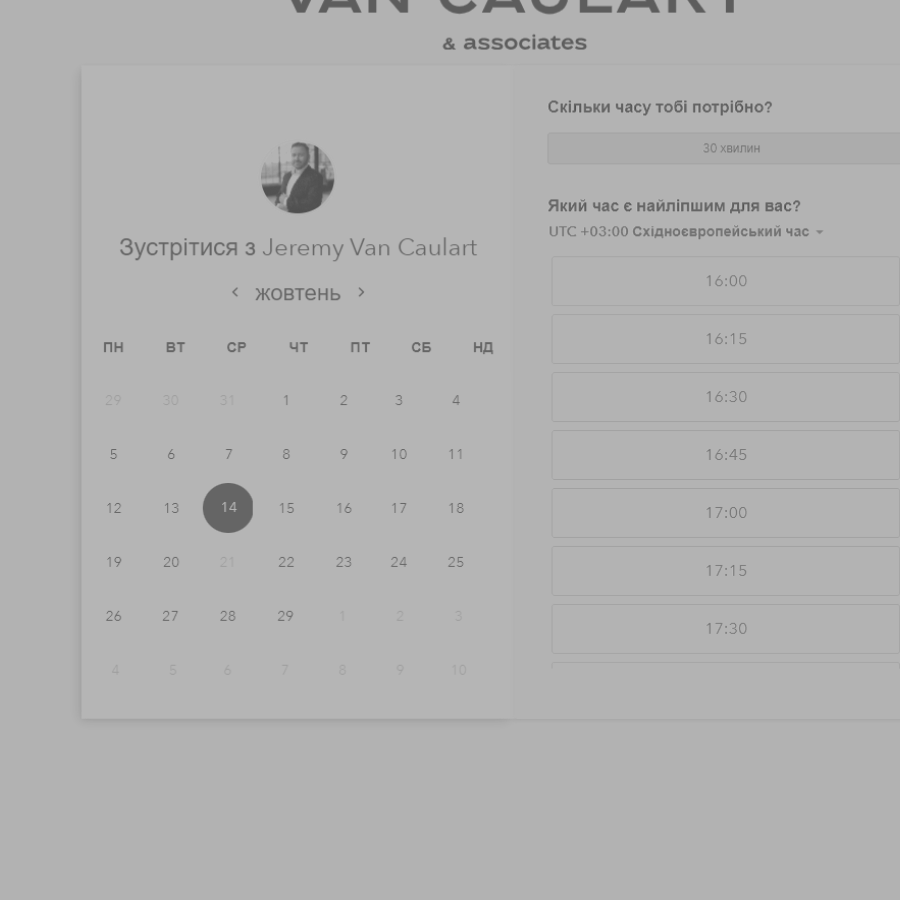 VAN CAULART
& associates
Зустрітися з Jeremy Van Caulart
жовтень
ПН ВТ СР ЧТ ПТ СБ НД
29 30 31 1 2 3 4
5 6 7 8 9 10 11
12 13 14 15 16 17 18
19 20 21 22 23 24 25
26 27 28 29 1 2 3
4 5 6 7 8 9 10
Скільки часу тобі потрібно?
30 хвилин
Який час є найліпшим для вас?
UTC +03:00 Східноєвропейський час
16:00
16:15
16:30
16:45
17:00
17:15
17:30